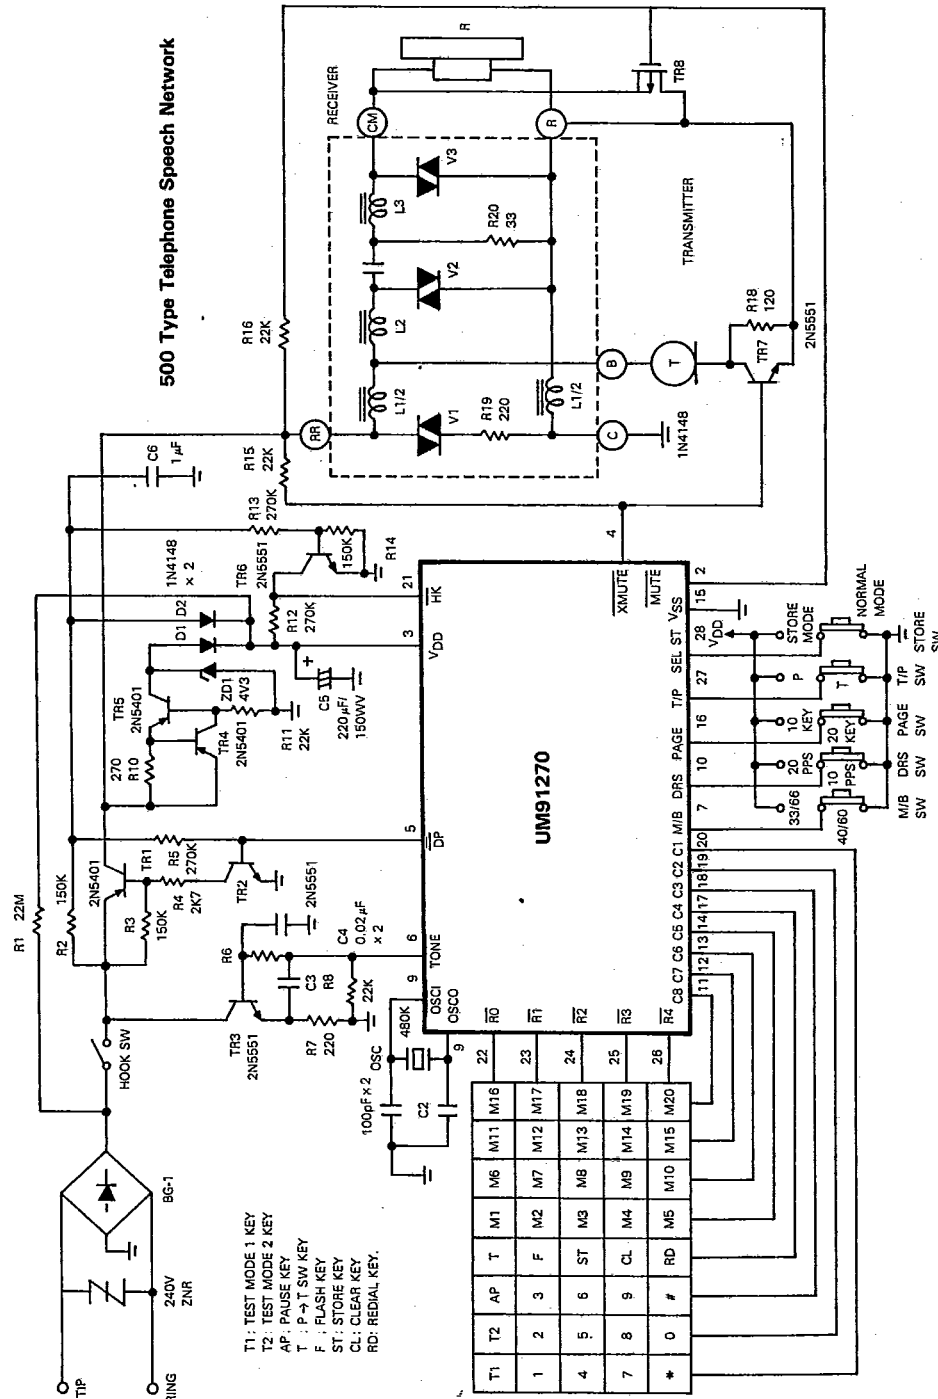 500 Type Telephone Speech Network
TIP
RING
240V
ZNR
BG-1
HOOK SW
R1 22M
R2 150K
2N5401
TR1
R3
150K
R4
2K7
R5
270K
TR2
2N5551
TR3
2N5551
R6
C3
R7
220
R8
22K
C4
0.02µF
× 2
270
R10
TR5
2N5401
TR4
2N5401
ZD1
4V3
R11
22K
D1 D2
1N4148
× 2
C5
220µF/
150WV
TR6
2N5551
R12
270K
R13
270K
150K
R14
C6
1µF
R15
22K
R16
22K
RR
RECEIVER
CM
R
R
L1/2
L2
L3
V1
V2
V3
R19
220
R20
33
L1/2
B
C
1N4148
T
TRANSMITTER
TR7
2N5551
R18
120
TR8
OSC
480K
100pF × 2
C2
9
OSCI
9
OSCO
6
TONE
5
DP
3
VDD
21
HK
4
XMUTE
2
MUTE
15
VSS
28
ST
SEL
27
T/P
16
PAGE
10
DRS
7
M/B
UM91270
20 C1
19 C2
18 C3
17 C4
14 C5
13 C6
12 C7
11 C8
22 R0
23 R1
24 R2
25 R3
26 R4
VDD
STORE
MODE
NORMAL
MODE
STORE
SW
P
T
T/P
SW
10
KEY
20
KEY
PAGE
SW
20
PPS
10
PPS
DRS
SW
33/66
40/60
M/B
SW
T1 T2 AP T M1 M6 M11 M16
1 2 3 F M2 M7 M12 M17
4 5 6 ST M3 M8 M13 M18
7 8 9 CL M4 M9 M14 M19
* 0 # RD M5 M10 M15 M20
T1 : TEST MODE 1 KEY
T2 : TEST MODE 2 KEY
AP : PAUSE KEY
T : P→T SW KEY
F : FLASH KEY
ST : STORE KEY
CL : CLEAR KEY
RD: REDIAL KEY.